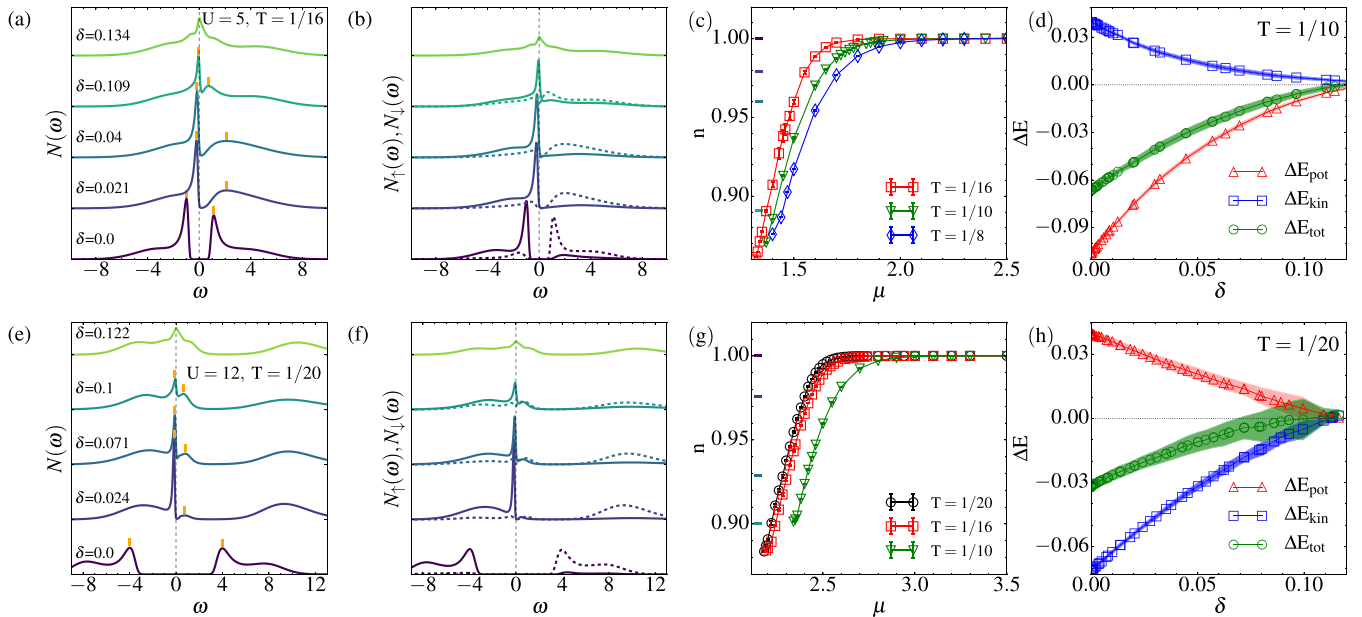 (a)
U = 5, T = 1/16
δ=0.134
δ=0.109
δ=0.04
δ=0.021
δ=0.0
N(ω)
−8 −4 0 4 8
ω
(b)
N↑(ω), N↓(ω)
−8 −4 0 4 8
ω
(c)
n
1.00
0.95
0.90
T = 1/16
T = 1/10
T = 1/8
1.5 2.0 2.5
μ
(d)
T = 1/10
ΔE
0.03
0.00
−0.03
−0.06
−0.09
ΔEpot
ΔEkin
ΔEtot
0.00 0.05 0.10
δ
(e)
δ=0.122
U = 12, T = 1/20
δ=0.1
δ=0.071
δ=0.024
δ=0.0
N(ω)
−8 −4 0 4 8 12
ω
(f)
N↑(ω), N↓(ω)
−8 −4 0 4 8 12
ω
(g)
n
1.00
0.95
0.90
T = 1/20
T = 1/16
T = 1/10
2.5 3.0 3.5
μ
(h)
T = 1/20
ΔE
0.03
0.00
−0.03
−0.06
ΔEpot
ΔEkin
ΔEtot
0.00 0.05 0.10
δ